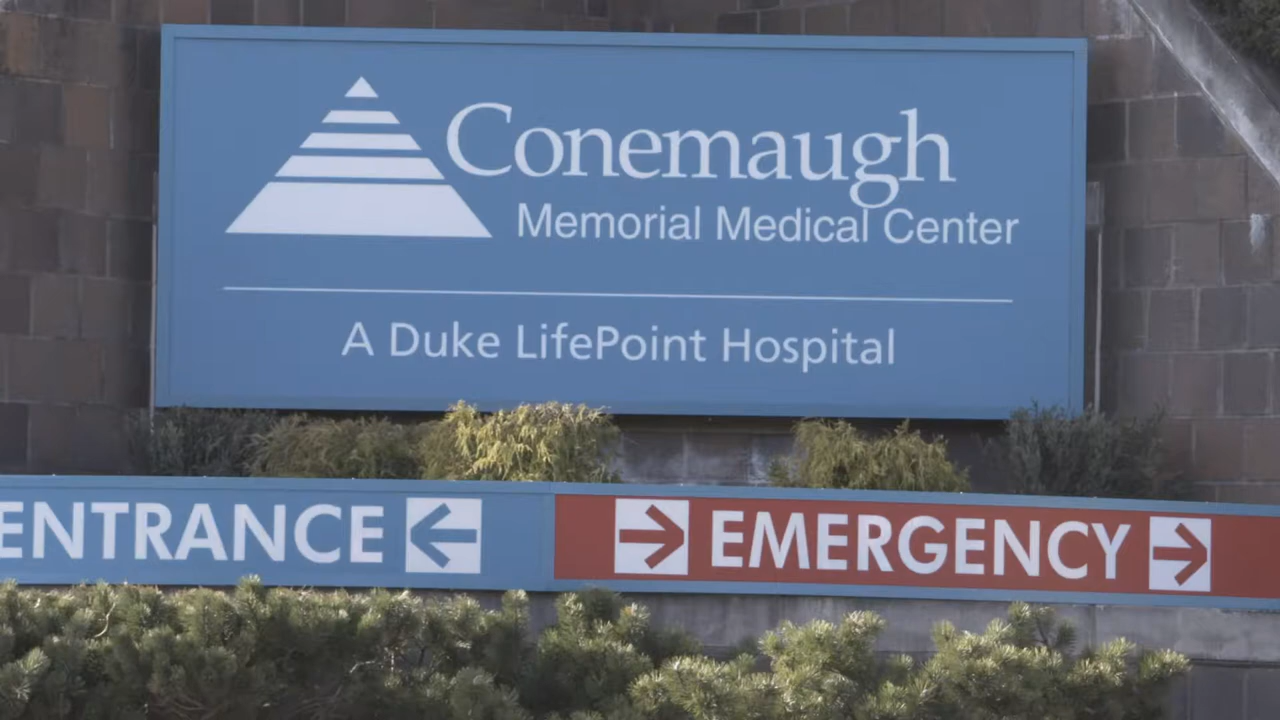 Conemaugh
Memorial Medical Center
A Duke LifePoint Hospital
ENTRANCE
EMERGENCY